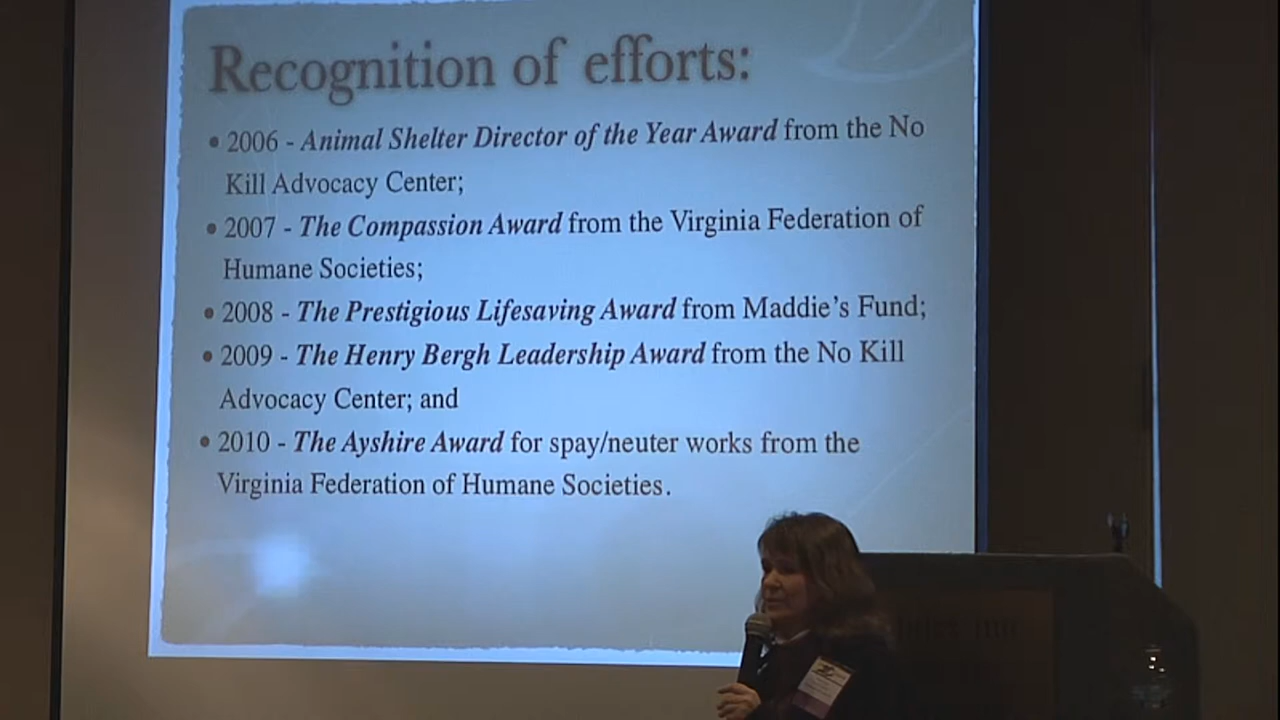 Recognition of efforts:
• 2006 - Animal Shelter Director of the Year Award from the No
Kill Advocacy Center;
• 2007 - The Compassion Award from the Virginia Federation of
Humane Societies;
• 2008 - The Prestigious Lifesaving Award from Maddie's Fund;
• 2009 - The Henry Bergh Leadership Award from the No Kill
Advocacy Center; and
• 2010 - The Ayshire Award for spay/neuter works from the
Virginia Federation of Humane Societies.